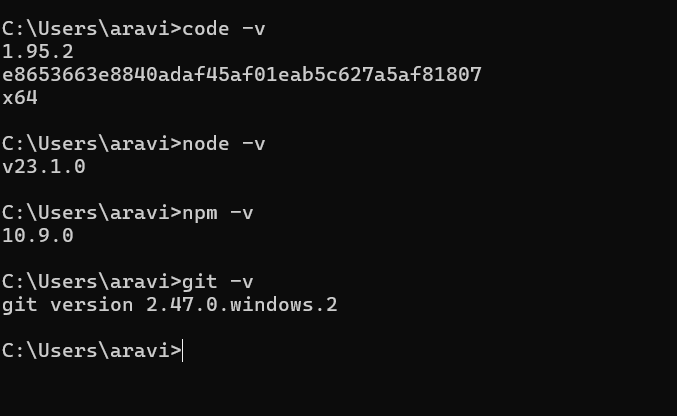 C:\Users\aravi>code -v
1.95.2
e8653663e8840adaf45af01eab5c627a5af81807
x64
C:\Users\aravi>node -v
v23.1.0
C:\Users\aravi>npm -v
10.9.0
C:\Users\aravi>git -v
git version 2.47.0.windows.2
C:\Users\aravi>